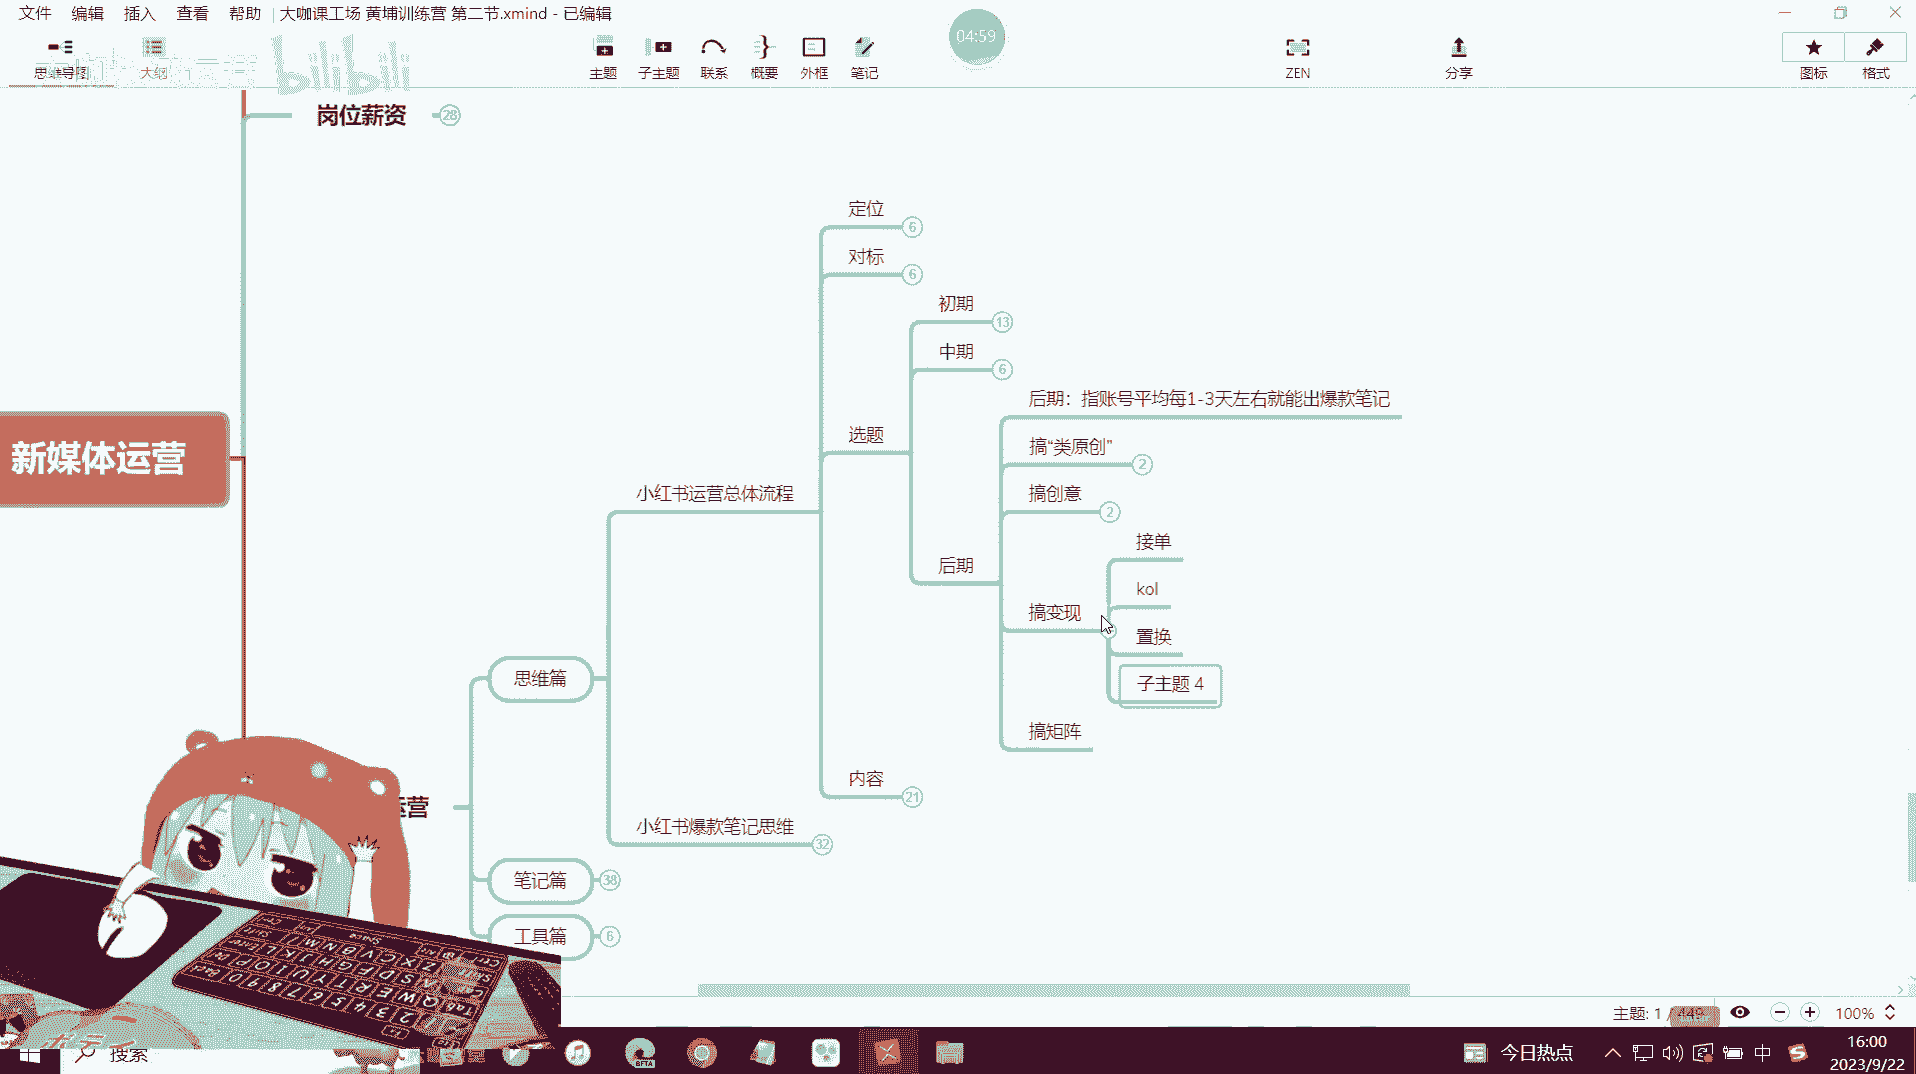 文件 编辑 插入 查看 帮助 大咖课工场 黄埔训练营 第二节.xmind - 已编辑
思维导图 大纲 主题 子主题 联系 概要 外框 笔记 04:59 ZEN 分享 图标 格式
bilibili
岗位薪资 28
定位 6
对标 6
初期 13
中期 6
后期：指账号平均每1-3天左右就能出爆款笔记
选题
搞“类原创” 2
新媒体运营
小红书运营总体流程
搞创意 2
接单
后期
kol
搞变现
置换
思维篇
子主题 4
搞矩阵
内容 21
运营
小红书爆款笔记思维 32
笔记篇 38
工具篇 6
主题: 1 / 449 100%
搜索
今日热点
中
16:00
2023/9/22